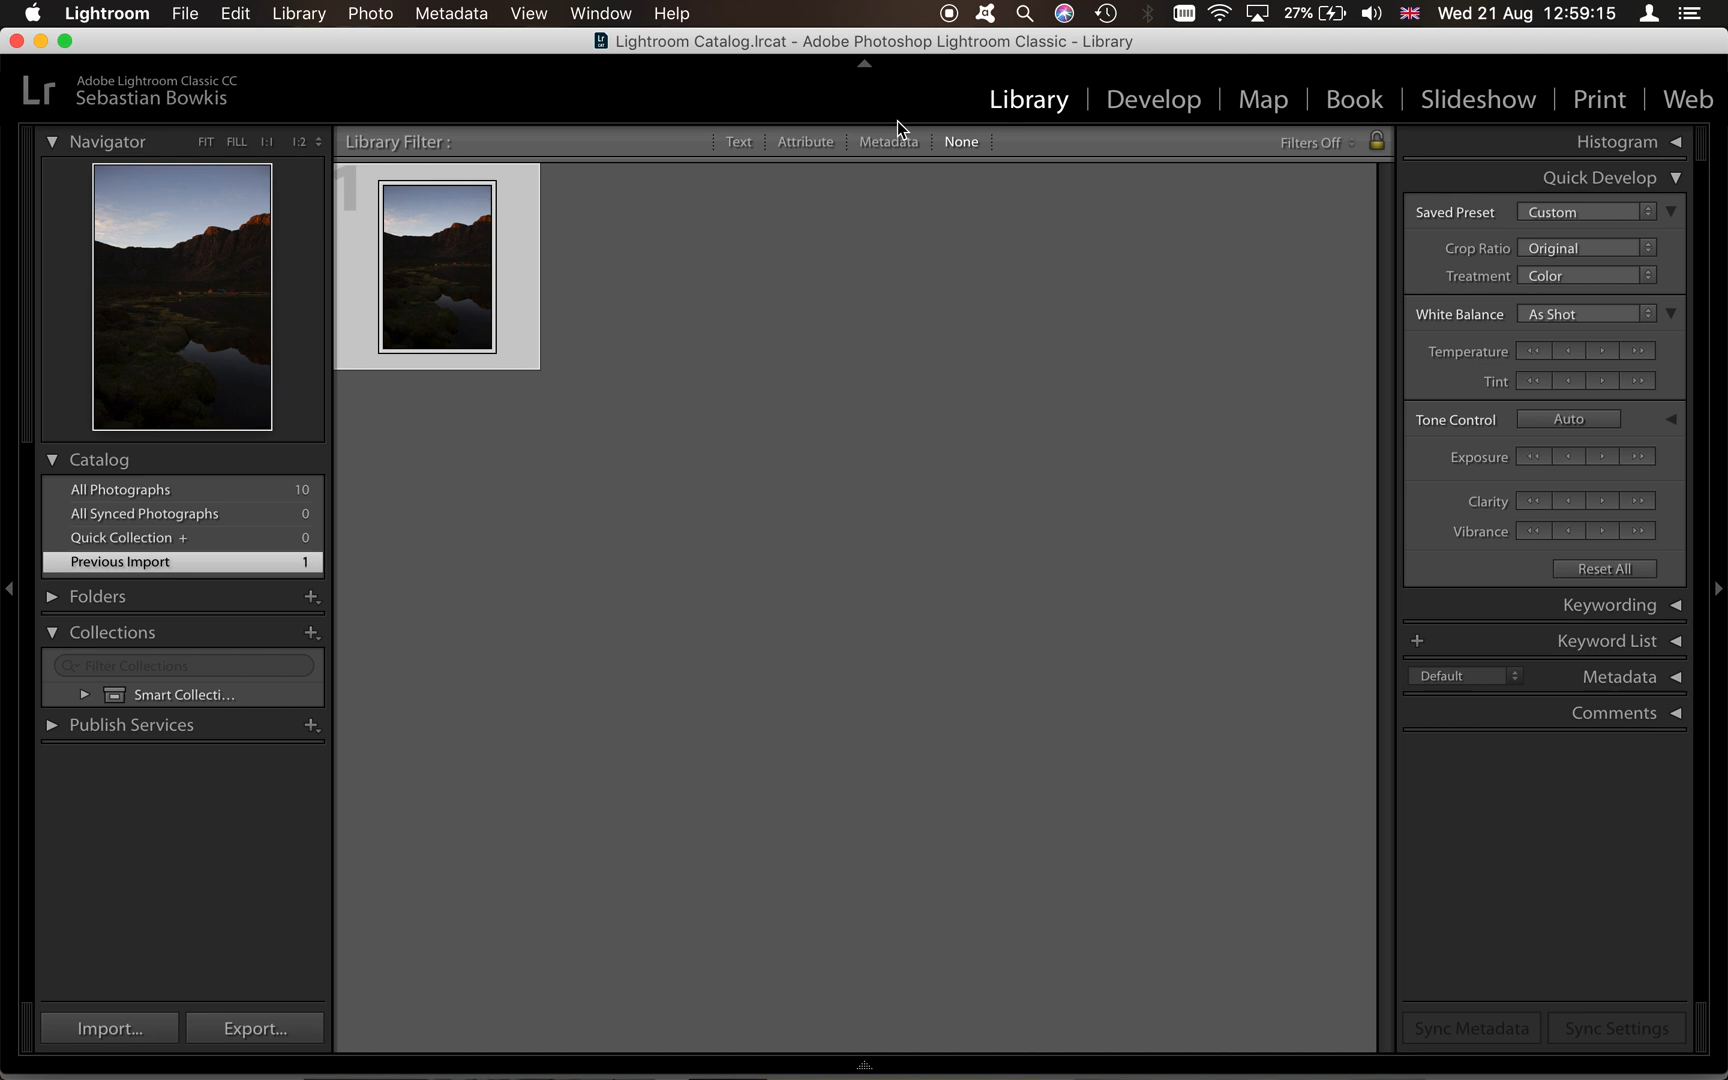 Lightroom File Edit Library Photo Metadata View Window Help 27% Wed 21 Aug 12:59:15
Lr CAT Lightroom Catalog.lrcat - Adobe Photoshop Lightroom Classic - Library
Lr Adobe Lightroom Classic CC
Sebastian Bowkis
Library | Develop | Map | Book | Slideshow | Print | Web
Navigator FIT FILL 1:1 1:2
Library Filter : Text Attribute Metadata None Filters Off
1
Catalog
All Photographs 10
All Synced Photographs 0
Quick Collection + 0
Previous Import 1
Folders +
Collections +
Filter Collections
Smart Collecti...
Publish Services +
Import... Export...
Histogram
Quick Develop
Saved Preset Custom
Crop Ratio Original
Treatment Color
White Balance As Shot
Temperature
Tint
Tone Control Auto
Exposure
Clarity
Vibrance
Reset All
Keywording
+ Keyword List
Default Metadata
Comments
Sync Metadata Sync Settings